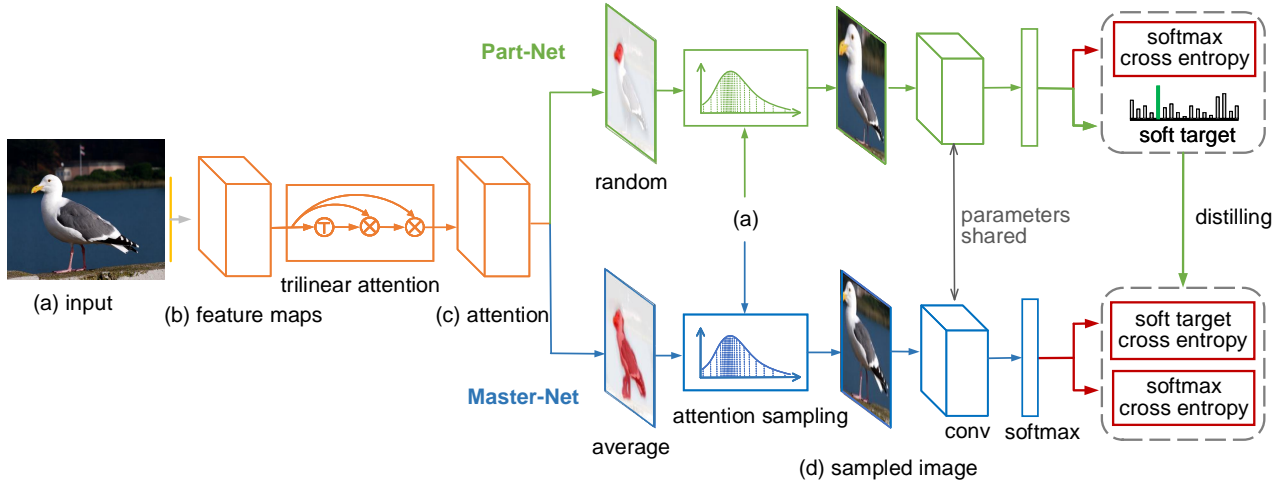 Part-Net
random
softmax
cross entropy
soft target
(a) input
(b) feature maps
T
trilinear attention
(c) attention
(a)
parameters
shared
distilling
Master-Net
average
attention sampling
(d) sampled image
conv
softmax
soft target
cross entropy
softmax
cross entropy